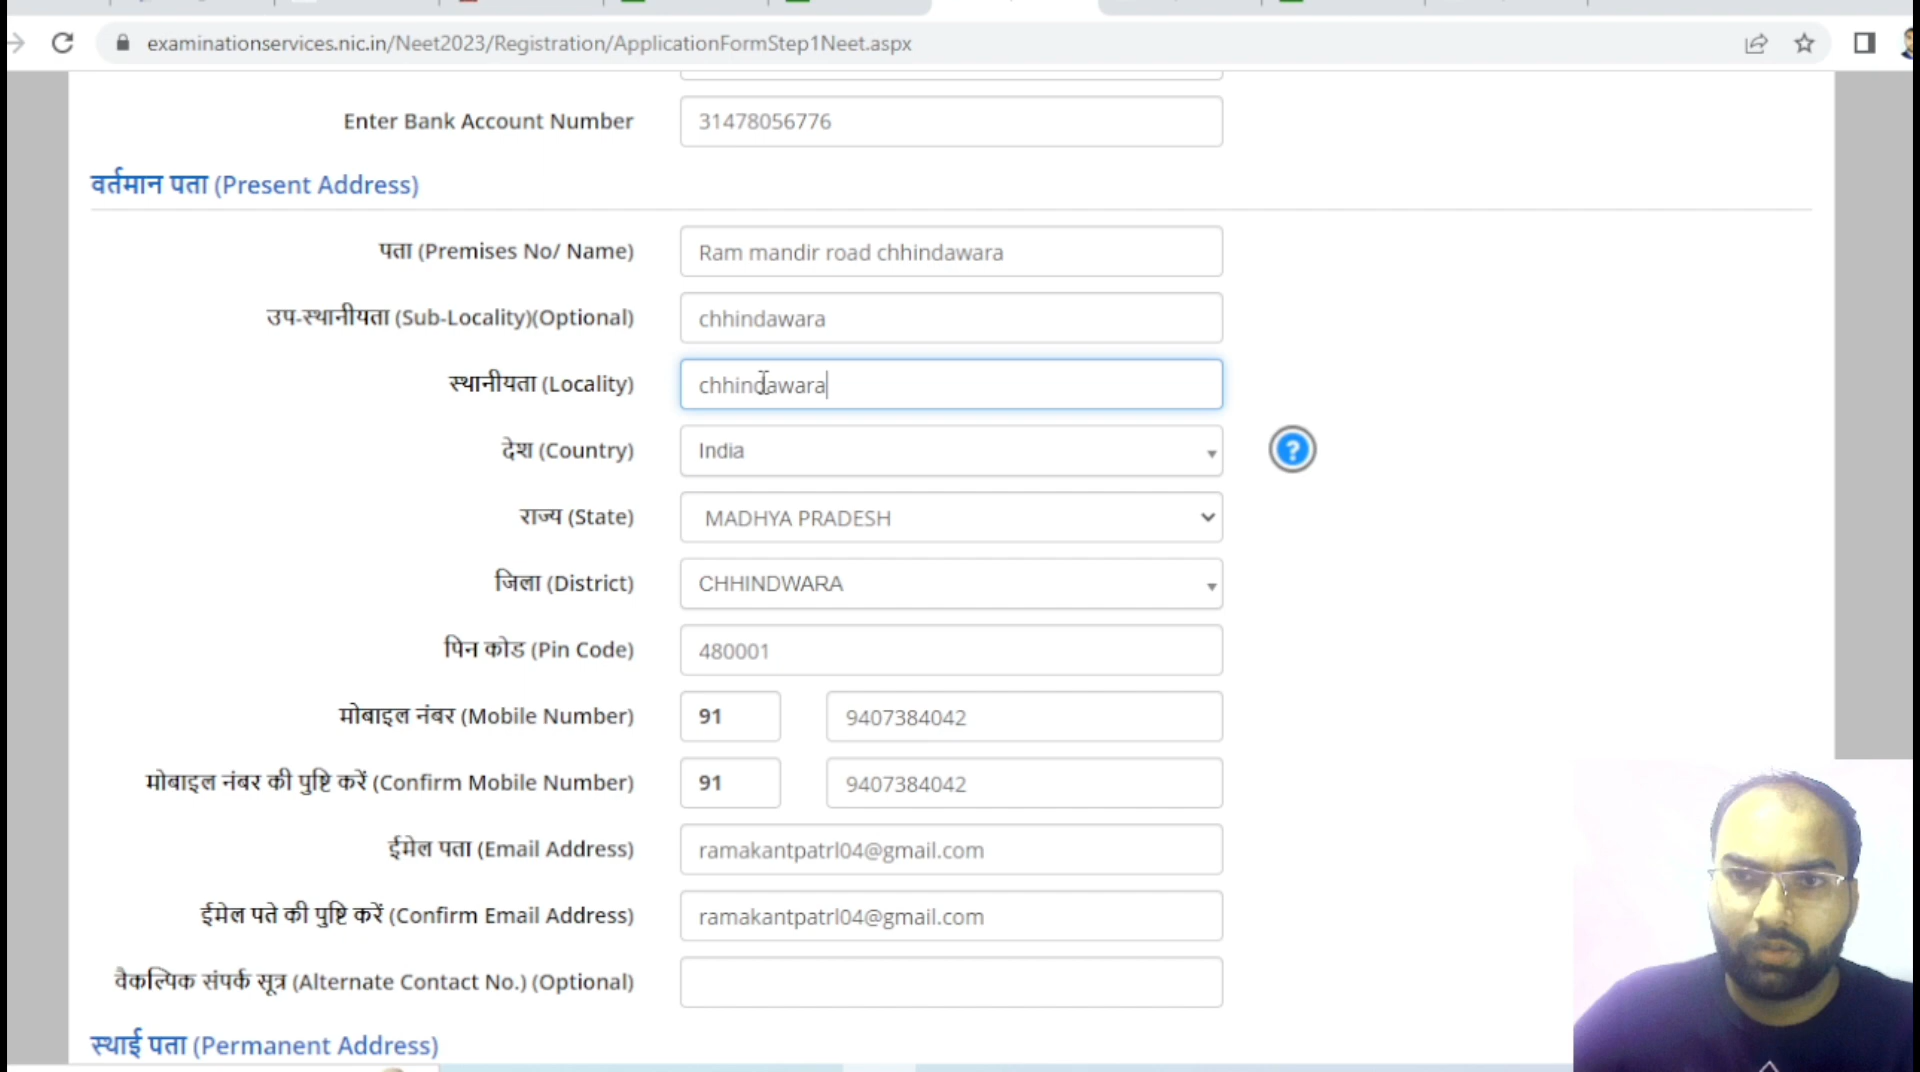 examinationservices.nic.in/Neet2023/Registration/ApplicationFormStep1Neet.aspx
Enter Bank Account Number 31478056776
वर्तमान पता (Present Address)
पता (Premises No/ Name) Ram mandir road chhindawara
उप-स्थानीयता (Sub-Locality)(Optional) chhindawara
स्थानीयता (Locality) chhindawara
देश (Country) India ?
राज्य (State) MADHYA PRADESH
जिला (District) CHHINDWARA
पिन कोड (Pin Code) 480001
मोबाइल नंबर (Mobile Number) 91 9407384042
मोबाइल नंबर की पुष्टि करें (Confirm Mobile Number) 91 9407384042
ईमेल पता (Email Address) ramakantpatrl04@gmail.com
ईमेल पते की पुष्टि करें (Confirm Email Address) ramakantpatrl04@gmail.com
वैकल्पिक संपर्क सूत्र (Alternate Contact No.) (Optional)
स्थाई पता (Permanent Address)